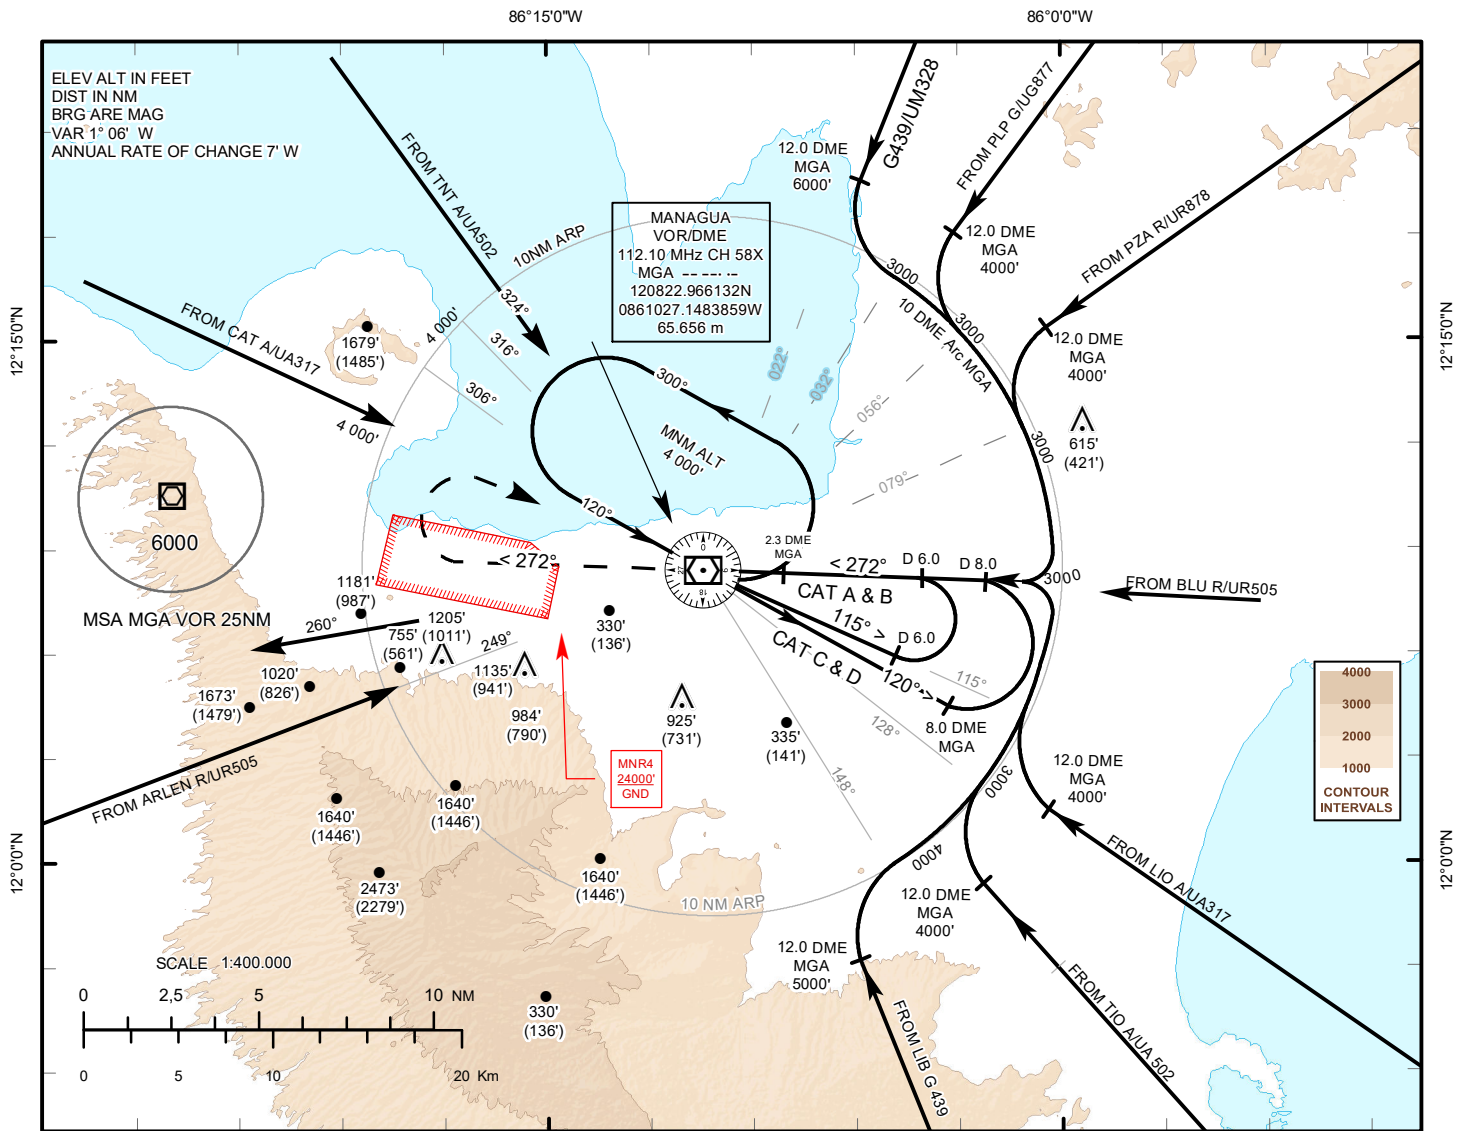 86°15'0"W
86°0'0"W
ELEV ALT IN FEET
DIST IN NM
BRG ARE MAG
VAR 1° 06' W
ANNUAL RATE OF CHANGE 7' W
FROM TNT A/UA502
324°
FROM CAT A/UA317
4 000'
10NM ARP
4 000'
316°
306°
1679'
(1485')
MANAGUA
VOR/DME
112.10 MHz CH 58X
MGA -- --· ·-
120822.966132N
0861027.1483859W
65.656 m
12.0 DME
MGA
6000'
G439/UM328
FROM PLP G/UG877
12.0 DME
MGA
4000'
FROM PZA R/UR878
12.0 DME
MGA
4000'
3000
3000
3000
10 DME Arc MGA
12°15'0"N
12°15'0"N
022°
032°
056°
079°
615'
(421')
300°
MNM ALT
4 000'
120°
6000
MSA MGA VOR 25NM
< 272°
0
9
18
27
2.3 DME
MGA
< 272°
D 6.0
D 8.0
3000
FROM BLU R/UR505
CAT A & B
115° >
D 6.0
CAT C & D
120° >
8.0 DME
MGA
115°
128°
148°
1181'
(987')
260°
1205'
(1011')
755'
(561')
249°
1135'
(941')
984'
(790')
330'
(136')
925'
(731')
335'
(141')
1020'
(826')
1673'
(1479')
FROM ARLEN R/UR505
MNR4
24000'
GND
1640'
(1446')
1640'
(1446')
2473'
(2279')
1640'
(1446')
330'
(136')
10 NM ARP
3000
4000
12.0 DME
MGA
4000'
FROM LIO A/UA317
12.0 DME
MGA
4000'
FROM TIO A/UA 502
12.0 DME
MGA
5000'
FROM LIB G 439
4000
3000
2000
1000
CONTOUR
INTERVALS
12°0'0"N
12°0'0"N
SCALE 1:400.000
0 2,5 5 10 NM
0 5 10 20 Km